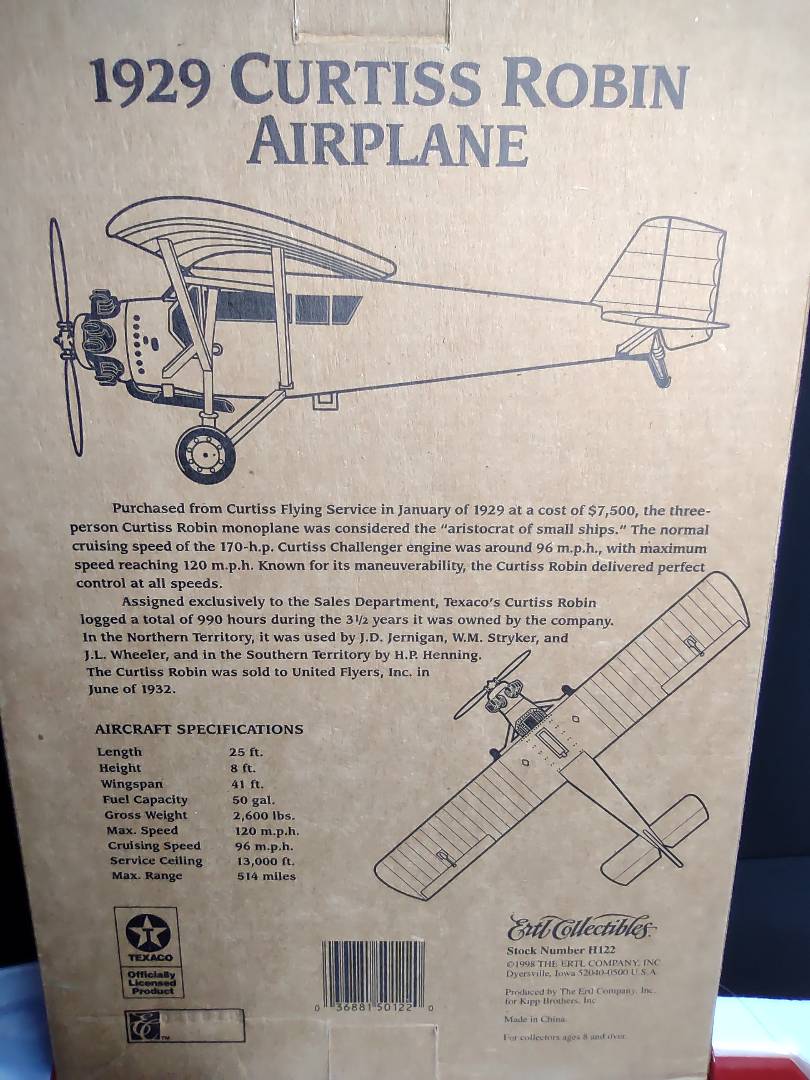 1929 CURTISS ROBIN
AIRPLANE
Purchased from Curtiss Flying Service in January of 1929 at a cost of $7,500, the three-
person Curtiss Robin monoplane was considered the "aristocrat of small ships." The normal
cruising speed of the 170-h.p. Curtiss Challenger engine was around 96 m.p.h., with maximum
speed reaching 120 m.p.h. Known for its maneuverability, the Curtiss Robin delivered perfect
control at all speeds.
Assigned exclusively to the Sales Department, Texaco's Curtiss Robin
logged a total of 990 hours during the 3 1/2 years it was owned by the company.
In the Northern Territory, it was used by J.D. Jernigan, W.M. Stryker, and
J.L. Wheeler, and in the Southern Territory by H.P. Henning.
The Curtiss Robin was sold to United Flyers, Inc. in
June of 1932.
AIRCRAFT SPECIFICATIONS
Length 25 ft.
Height 8 ft.
Wingspan 41 ft.
Fuel Capacity 50 gal.
Gross Weight 2,600 lbs.
Max. Speed 120 m.p.h.
Cruising Speed 96 m.p.h.
Service Ceiling 13,000 ft.
Max. Range 514 miles
T
TEXACO
Officially
Licensed
Product
E TM
0 36881 50122 0
Ertl Collectibles
Stock Number H122
©1998 THE ERTL COMPANY, INC
Dyersville, Iowa 52040-0500 U.S.A.
Produced by The Ertl Company, Inc.
for Kipp Brothers, Inc
Made in China.
For collectors ages 8 and over.